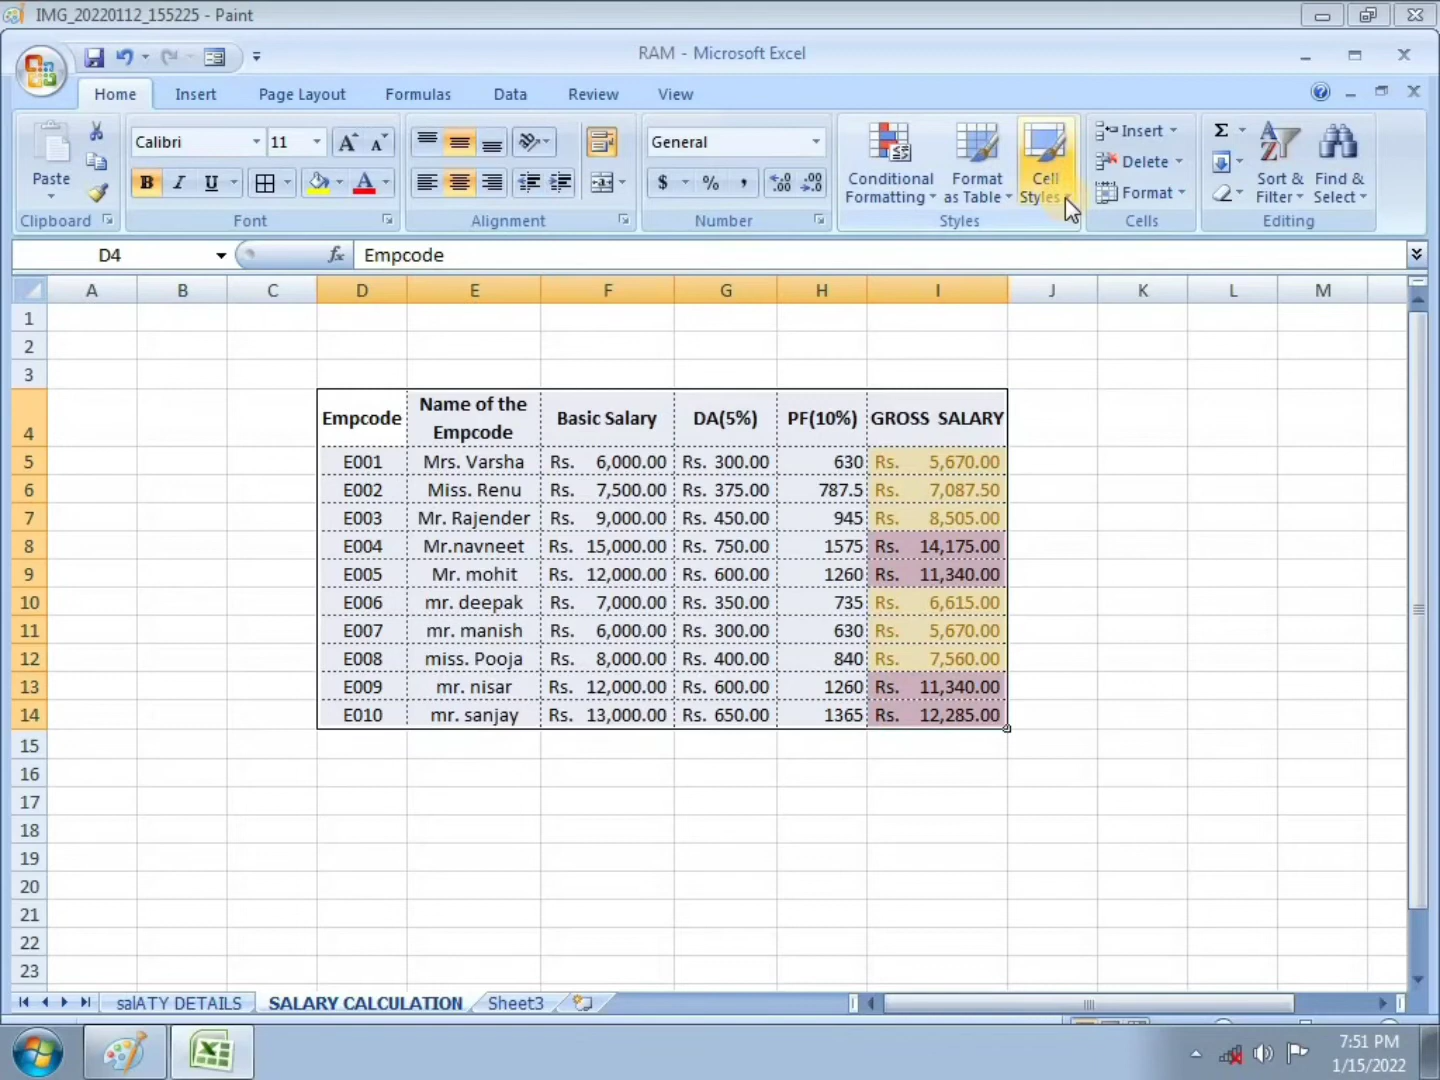 IMG_20220112_155225 - Paint
RAM - Microsoft Excel
Home Insert Page Layout Formulas Data Review View
Paste
Calibri 11
B I U
General
$ % ,
Conditional Formatting
Format as Table
Cell Styles
Insert
Delete
Format
Σ
Sort & Filter
Find & Select
Clipboard Font Alignment Number Styles Cells Editing
D4 fx Empcode
A B C D E F G H I J K L M
1
2
3
4 Empcode Name of the Empcode Basic Salary DA(5%) PF(10%) GROSS SALARY
5 E001 Mrs. Varsha Rs. 6,000.00 Rs. 300.00 630 Rs. 5,670.00
6 E002 Miss. Renu Rs. 7,500.00 Rs. 375.00 787.5 Rs. 7,087.50
7 E003 Mr. Rajender Rs. 9,000.00 Rs. 450.00 945 Rs. 8,505.00
8 E004 Mr.navneet Rs. 15,000.00 Rs. 750.00 1575 Rs. 14,175.00
9 E005 Mr. mohit Rs. 12,000.00 Rs. 600.00 1260 Rs. 11,340.00
10 E006 mr. deepak Rs. 7,000.00 Rs. 350.00 735 Rs. 6,615.00
11 E007 mr. manish Rs. 6,000.00 Rs. 300.00 630 Rs. 5,670.00
12 E008 miss. Pooja Rs. 8,000.00 Rs. 400.00 840 Rs. 7,560.00
13 E009 mr. nisar Rs. 12,000.00 Rs. 600.00 1260 Rs. 11,340.00
14 E010 mr. sanjay Rs. 13,000.00 Rs. 650.00 1365 Rs. 12,285.00
15
16
17
18
19
20
21
22
23
salATY DETAILS SALARY CALCULATION Sheet3
7:51 PM
1/15/2022